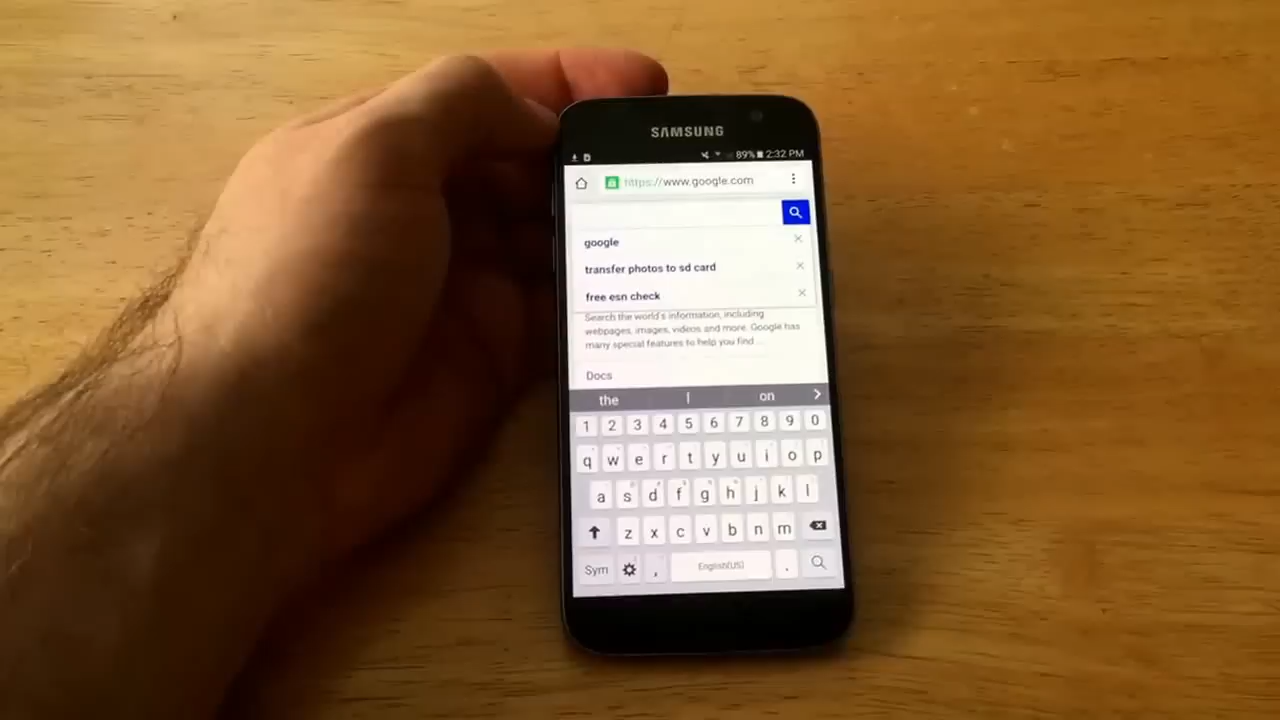 SAMSUNG
89% 2:32 PM
https://www.google.com
google
transfer photos to sd card
free esn check
Search the world's information, including
webpages, images, videos and more. Google has
many special features to help you find ...
Docs
the I on
1 2 3 4 5 6 7 8 9 0
q w e r t y u i o p
a s d f g h j k l
z x c v b n m
Sym , English(US) .